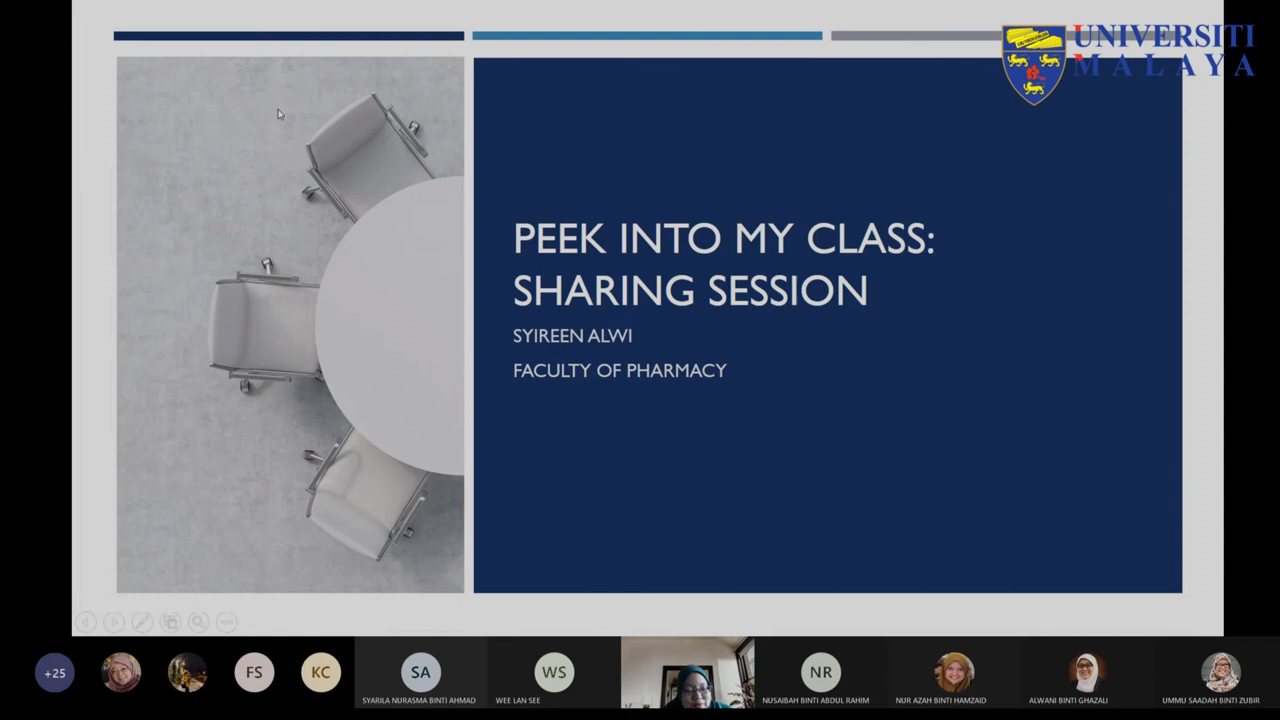 UNIVERSITI
MALAYA
PEEK INTO MY CLASS:
SHARING SESSION
SYIREEN ALWI
FACULTY OF PHARMACY
+25
FS
KC
SA
WS
NR
SYARILA NURASMA BINTI AHMAD
WEE LAN SEE
NUSAIBAH BINTI ABDUL RAHIM
NUR AZAH BINTI HAMZAID
ALWANI BINTI GHAZALI
UMMU SAADAH BINTI ZUBIR